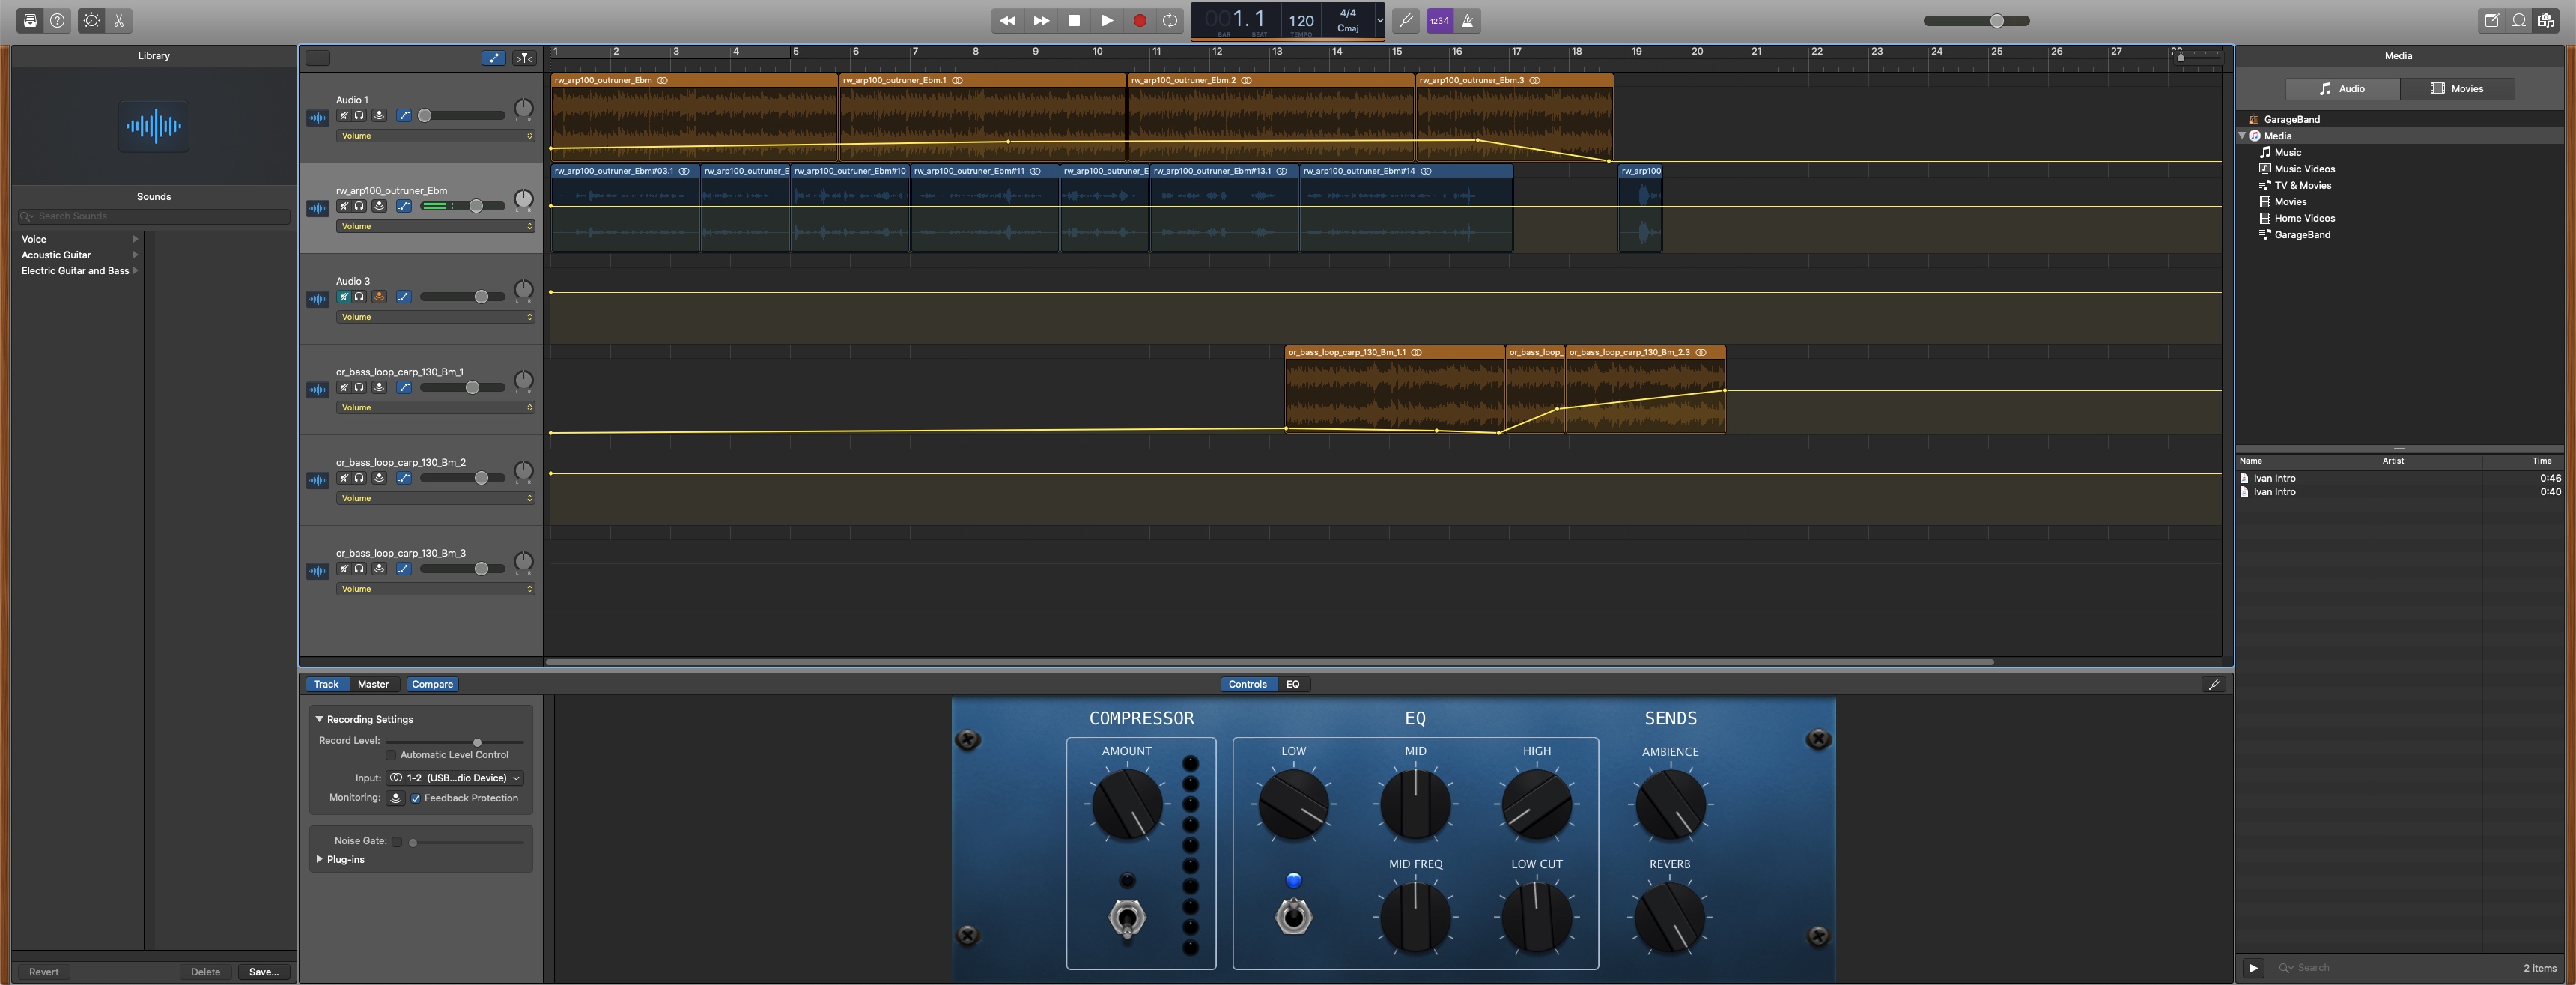 001. 1
BAR
BEAT
120
TEMPO
4/4
Cmaj
1234
Library
Sounds
Search Sounds
Voice
Acoustic Guitar
Electric Guitar and Bass
Revert
Delete
Save...
1 2 3 4 5 6 7 8 9 10 11 12 13 14 15 16 17 18 19 20 21 22 23 24 25 26 27
Audio 1
Volume
rw_arp100_outruner_Ebm
rw_arp100_outruner_Ebm.1
rw_arp100_outruner_Ebm.2
rw_arp100_outruner_Ebm.3
rw_arp100_outruner_Ebm
Volume
rw_arp100_outruner_Ebm#03.1
rw_arp100_outruner_E
rw_arp100_outruner_Ebm#10
rw_arp100_outruner_Ebm#11
rw_arp100_outruner_E
rw_arp100_outruner_Ebm#13.1
rw_arp100_outruner_Ebm#14
rw_arp100
Audio 3
Volume
or_bass_loop_carp_130_Bm_1
Volume
or_bass_loop_carp_130_Bm_1.1
or_bass_loop_
or_bass_loop_carp_130_Bm_2.3
or_bass_loop_carp_130_Bm_2
Volume
or_bass_loop_carp_130_Bm_3
Volume
Track
Master
Compare
Controls
EQ
Recording Settings
Record Level:
Automatic Level Control
Input: 1-2 (USB...dio Device)
Monitoring: Feedback Protection
Noise Gate:
Plug-ins
COMPRESSOR
AMOUNT
EQ
LOW
MID
HIGH
MID FREQ
LOW CUT
SENDS
AMBIENCE
REVERB
Media
Audio
Movies
GarageBand
Media
Music
Music Videos
TV & Movies
Movies
Home Videos
GarageBand
Name Artist Time
Ivan Intro 0:46
Ivan Intro 0:40
Search
2 items